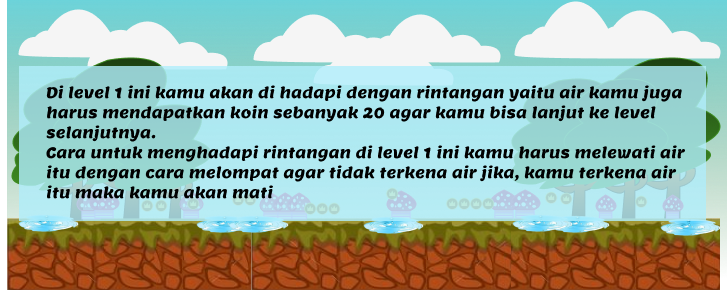 Di level 1 ini kamu akan di hadapi dengan rintangan yaitu air kamu juga
harus mendapatkan koin sebanyak 20 agar kamu bisa lanjut ke level
selanjutnya.
Cara untuk menghadapi rintangan di level 1 ini kamu harus melewati air
itu dengan cara melompat agar tidak terkena air jika, kamu terkena air
itu maka kamu akan mati